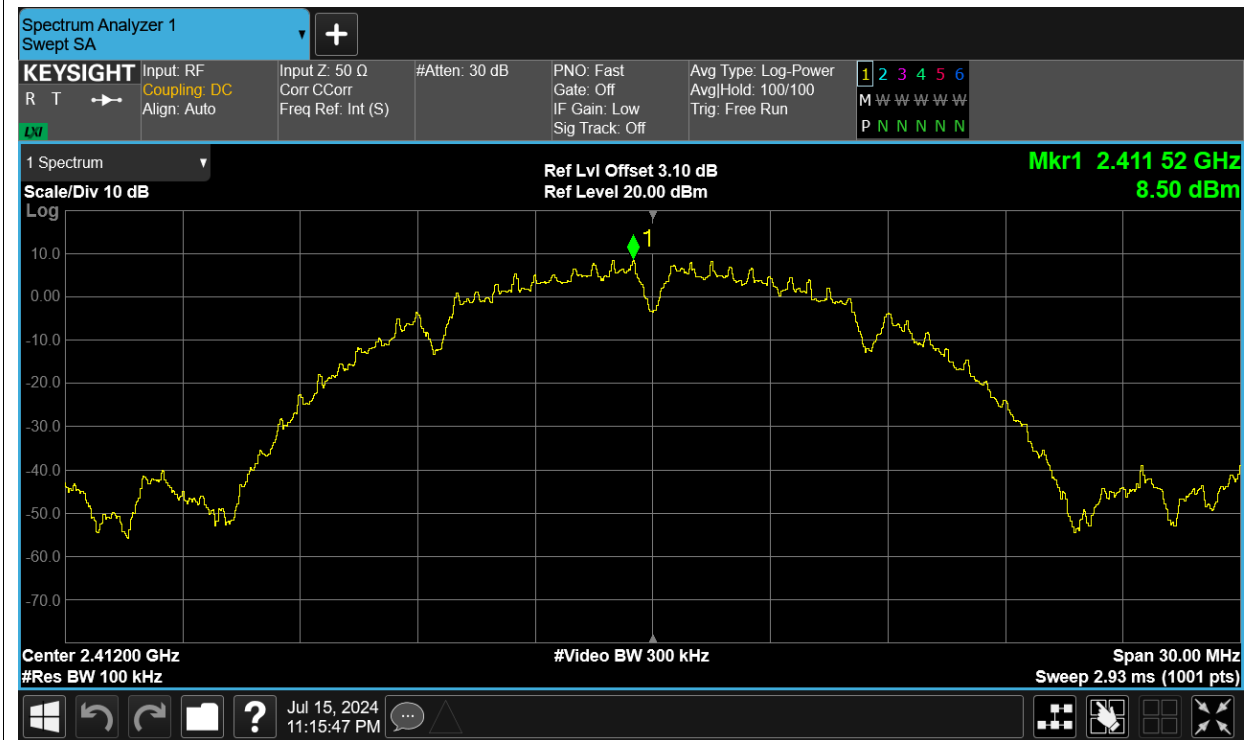 Spectrum Analyzer 1
Swept SA
+
KEYSIGHT
R T
LXI
Input: RF
Coupling: DC
Align: Auto
Input Z: 50 Ω
Corr CCorr
Freq Ref: Int (S)
#Atten: 30 dB
PNO: Fast
Gate: Off
IF Gain: Low
Sig Track: Off
Avg Type: Log-Power
Avg|Hold: 100/100
Trig: Free Run
1 2 3 4 5 6
M W W W W W
P N N N N N
1 Spectrum
Scale/Div 10 dB
Log
Ref Lvl Offset 3.10 dB
Ref Level 20.00 dBm
Mkr1 2.411 52 GHz
8.50 dBm
1
10.0
0.00
-10.0
-20.0
-30.0
-40.0
-50.0
-60.0
-70.0
Center 2.41200 GHz
#Res BW 100 kHz
#Video BW 300 kHz
Span 30.00 MHz
Sweep 2.93 ms (1001 pts)
?
Jul 15, 2024
11:15:47 PM